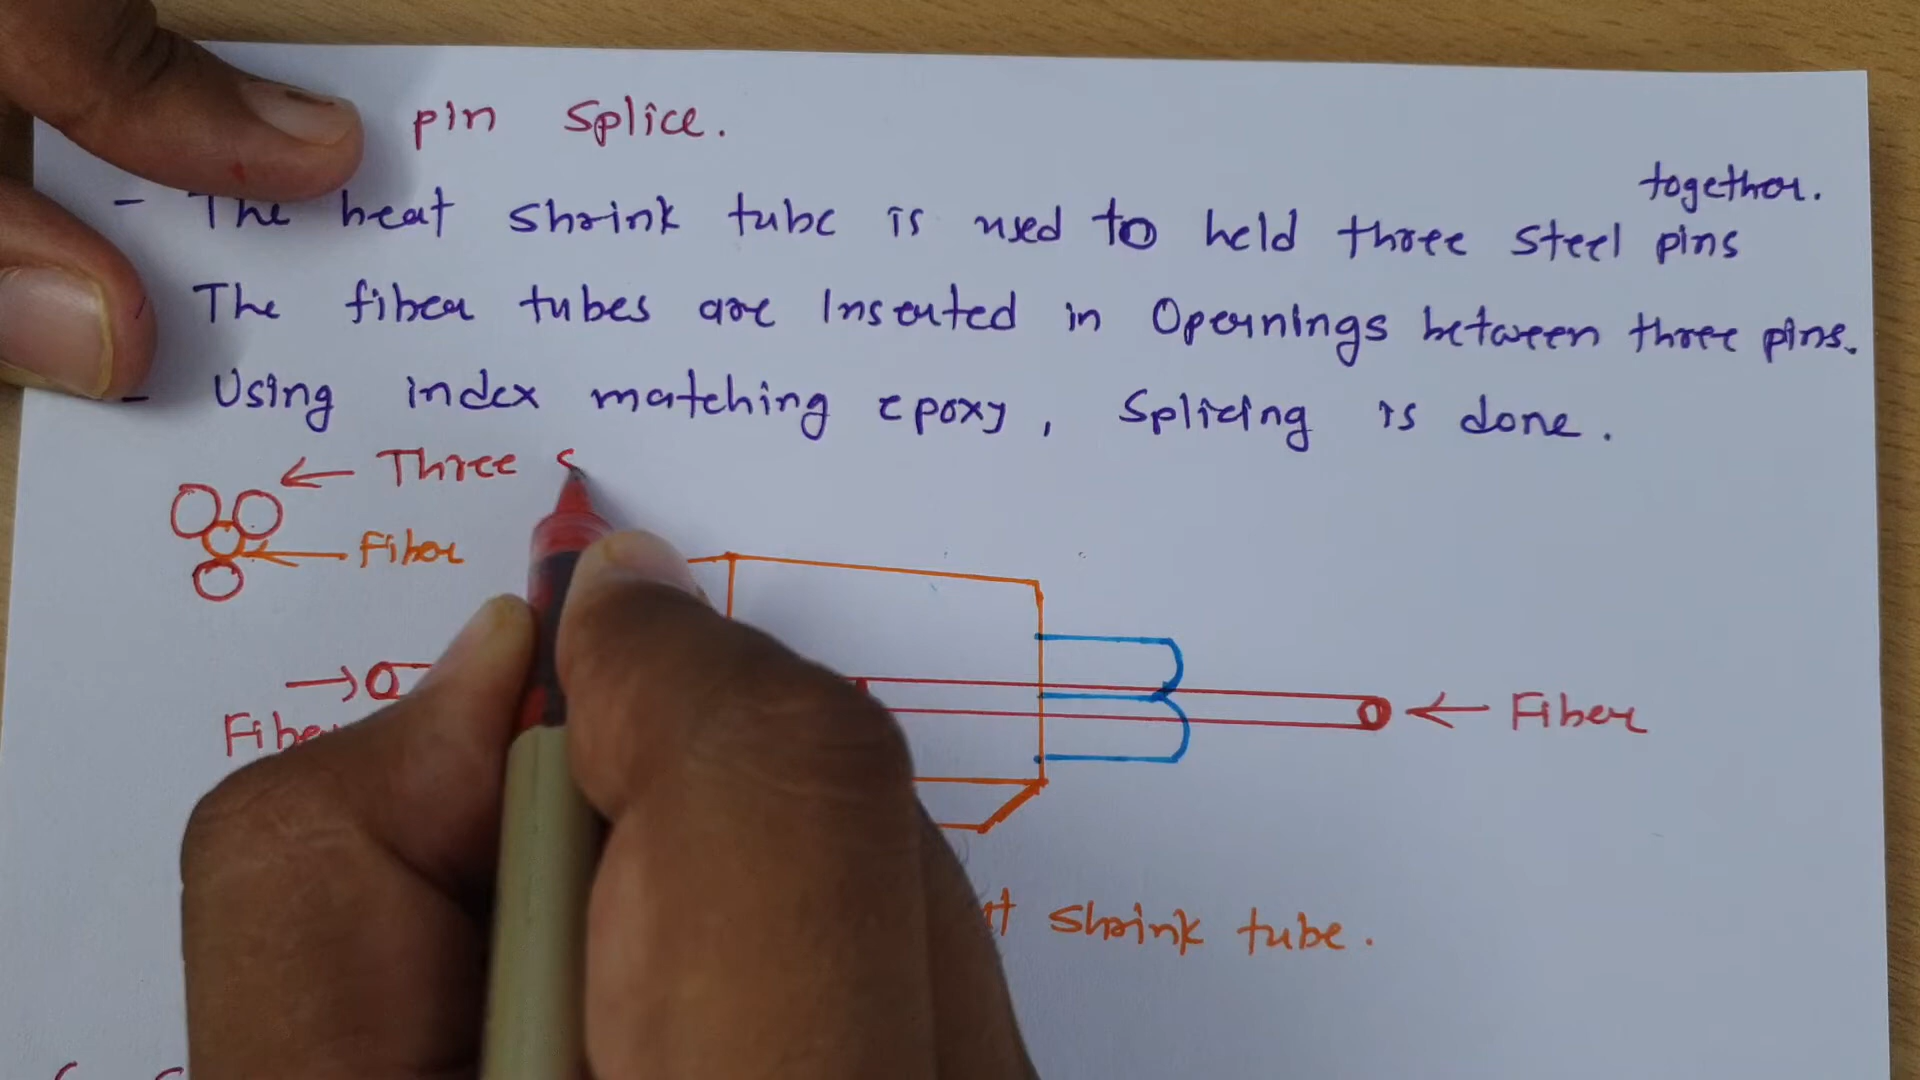 pin splice.
- The heat shrink tube is used to held three steel pins together.
The fiber tubes are inserted in Openings between three pins.
- Using index matching epoxy, Splicing is done.
Three S
Fiber
Fiber
Fiber
shrink tube.